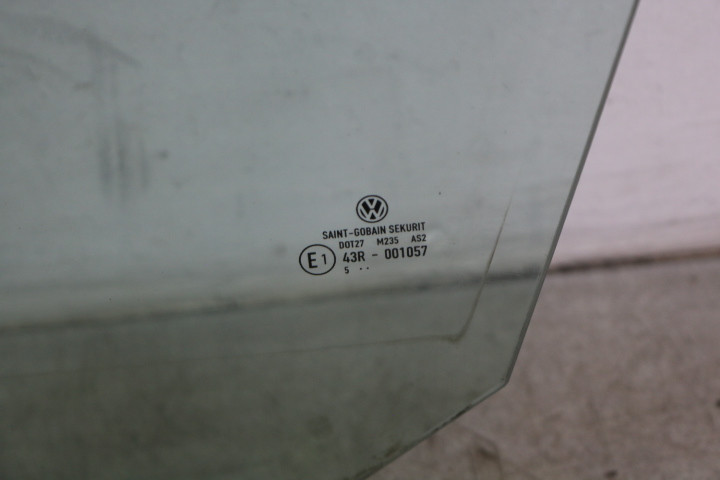 SAINT-GOBAIN SEKURIT
DOT27 M235 AS2
E1 43R - 001057
5 ..